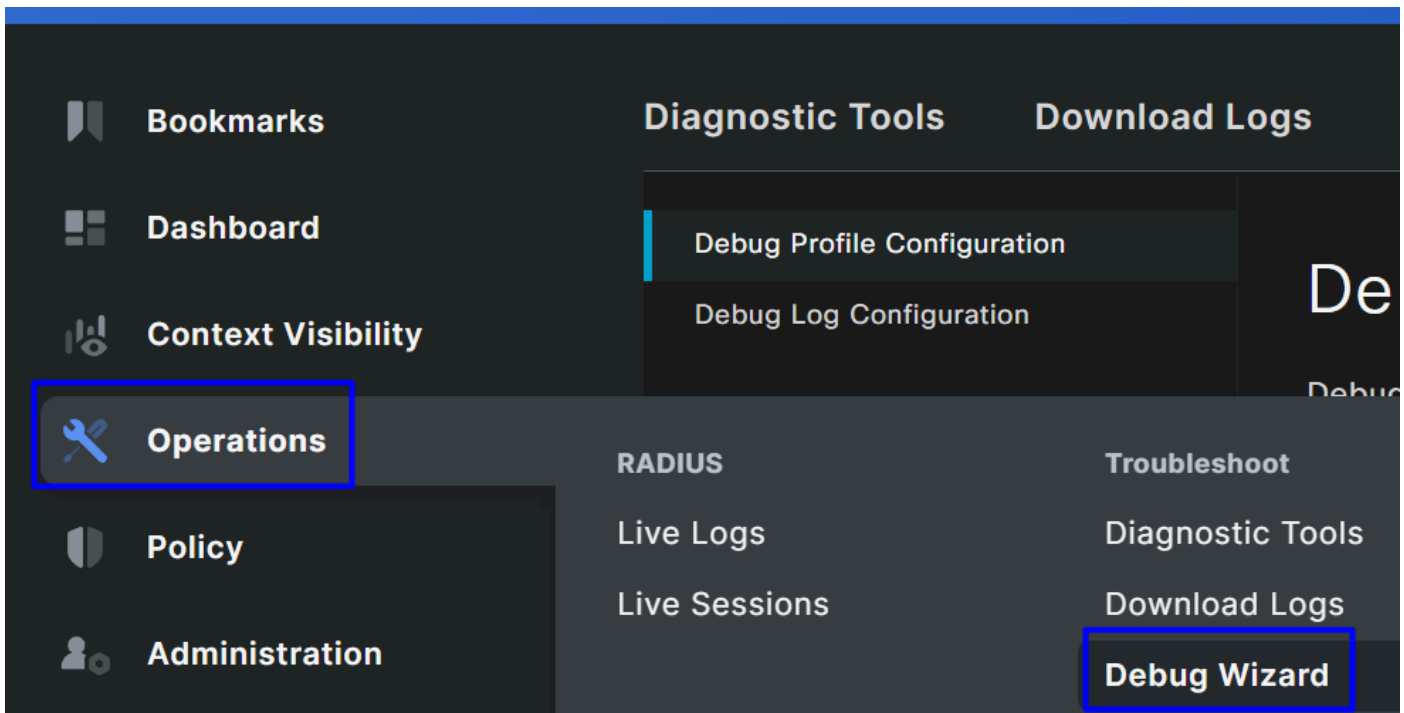 Bookmarks
Dashboard
Context Visibility
Operations
Policy
Administration
Diagnostic Tools
Download Logs
Debug Profile Configuration
Debug Log Configuration
De
RADIUS
Live Logs
Live Sessions
Troubleshoot
Diagnostic Tools
Download Logs
Debug Wizard